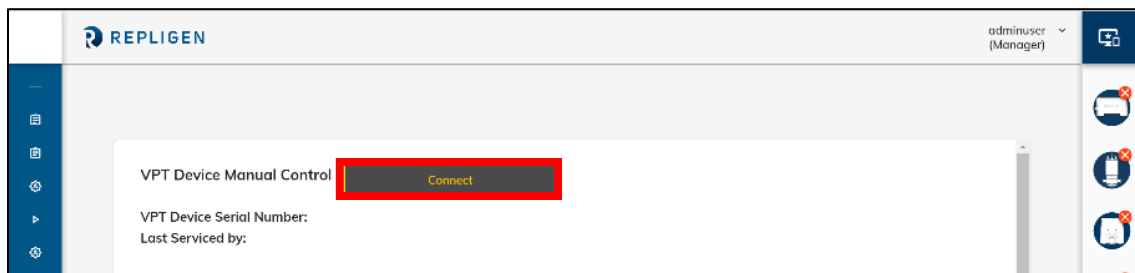 REPLIGEN
adminuser
(Manager)
VPT Device Manual Control
Connect
VPT Device Serial Number:
Last Serviced by: